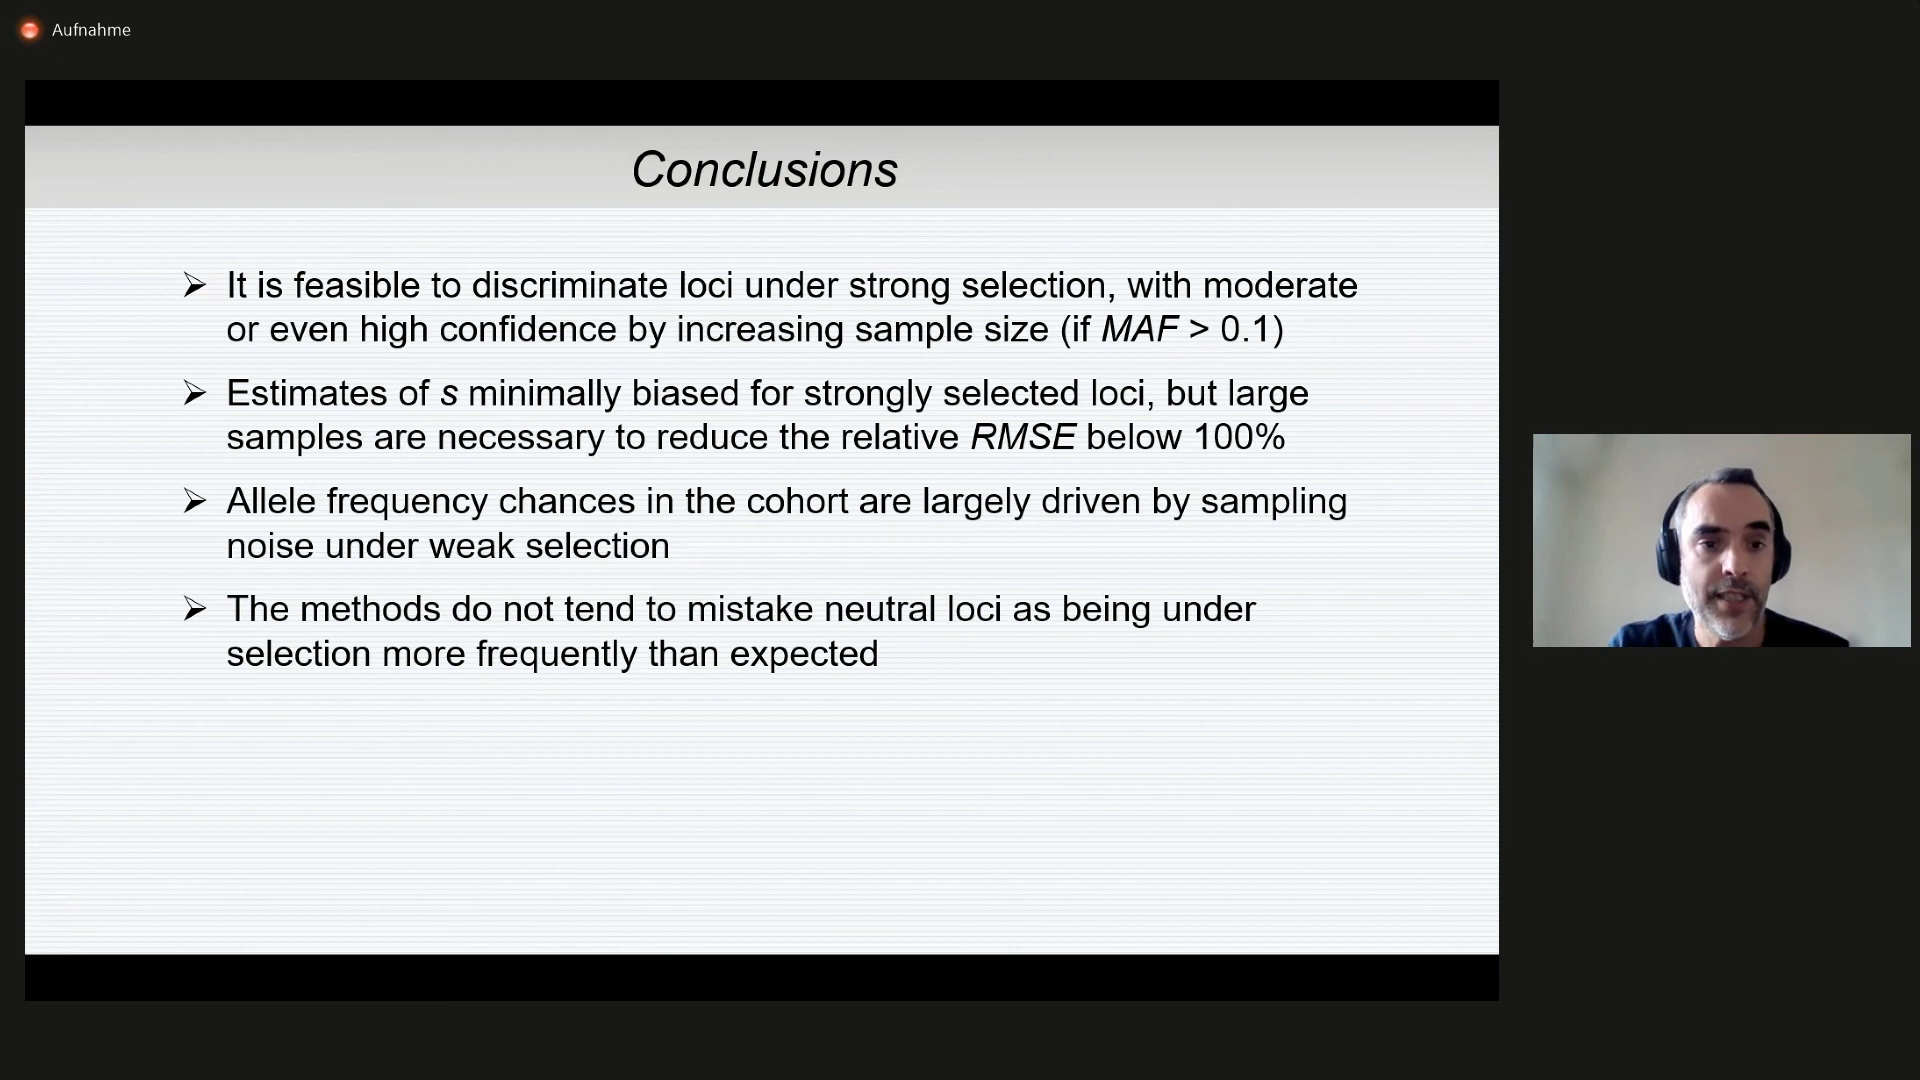 Aufnahme
Conclusions
➢ It is feasible to discriminate loci under strong selection, with moderate
or even high confidence by increasing sample size (if MAF > 0.1)
➢ Estimates of s minimally biased for strongly selected loci, but large
samples are necessary to reduce the relative RMSE below 100%
➢ Allele frequency chances in the cohort are largely driven by sampling
noise under weak selection
➢ The methods do not tend to mistake neutral loci as being under
selection more frequently than expected